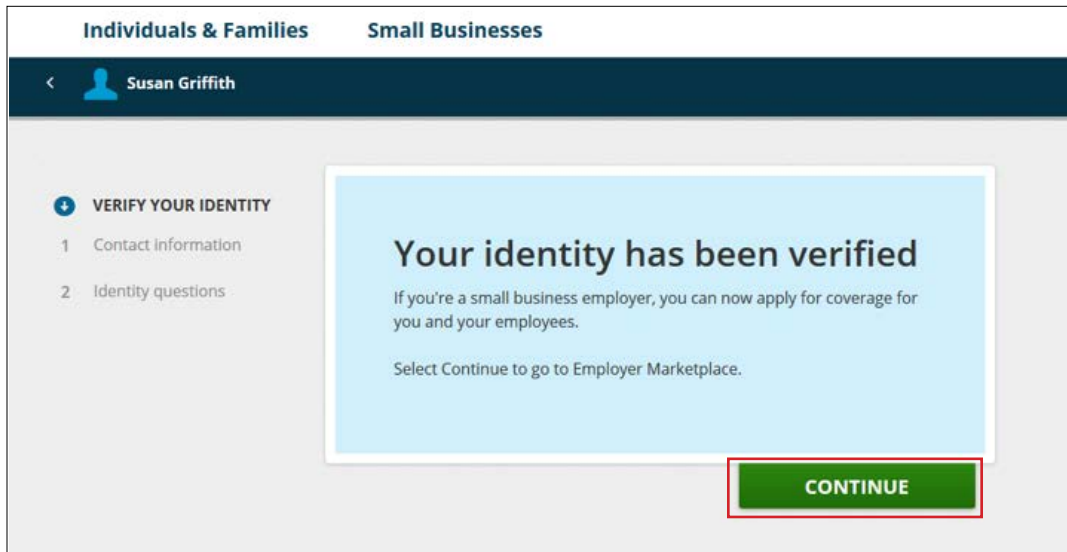 Individuals & Families Small Businesses
< Susan Griffith
VERIFY YOUR IDENTITY
1 Contact information
2 Identity questions
Your identity has been verified
If you're a small business employer, you can now apply for coverage for
you and your employees.
Select Continue to go to Employer Marketplace.
CONTINUE